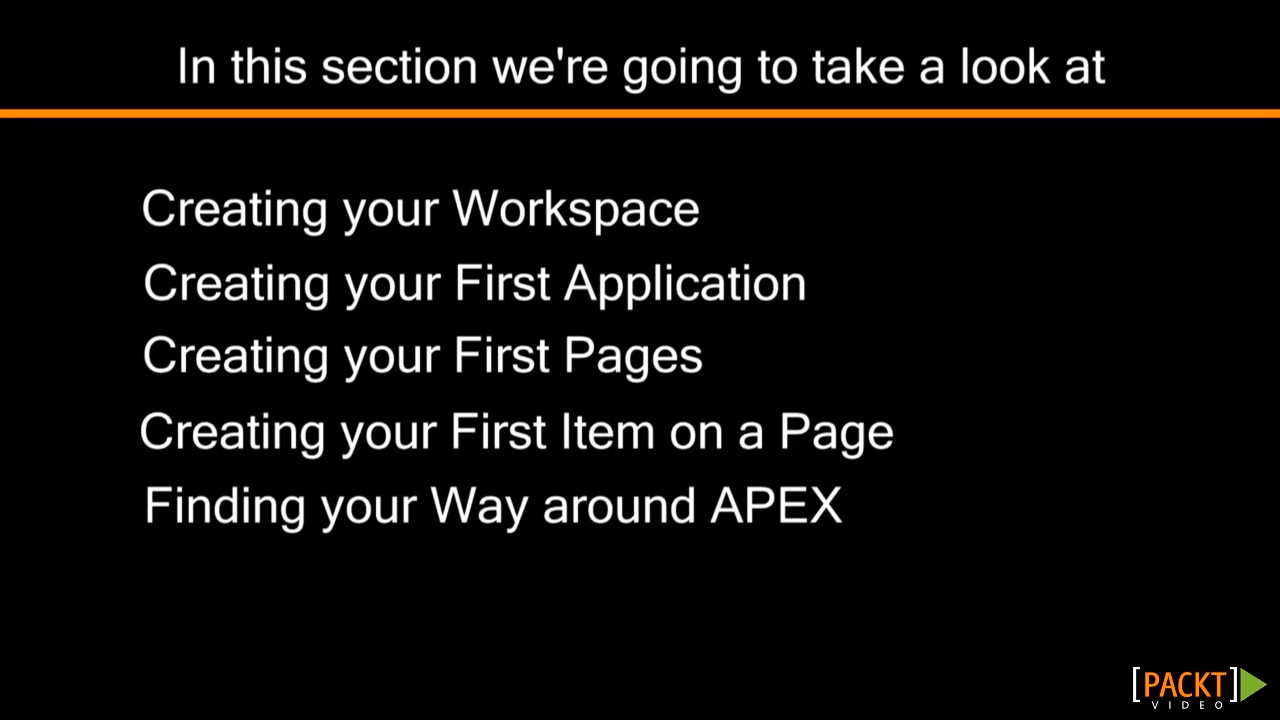 In this section we're going to take a look at
Creating your Workspace
Creating your First Application
Creating your First Pages
Creating your First Item on a Page
Finding your Way around APEX
[PACKT]
VIDEO